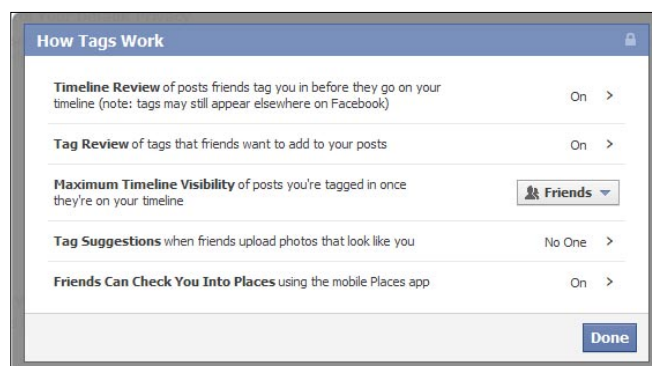 How Tags Work
Timeline Review of posts friends tag you in before they go on your
timeline (note: tags may still appear elsewhere on Facebook)
On
Tag Review of tags that friends want to add to your posts
On
Maximum Timeline Visibility of posts you're tagged in once
they're on your timeline
Friends
Tag Suggestions when friends upload photos that look like you
No One
Friends Can Check You Into Places using the mobile Places app
On
Done